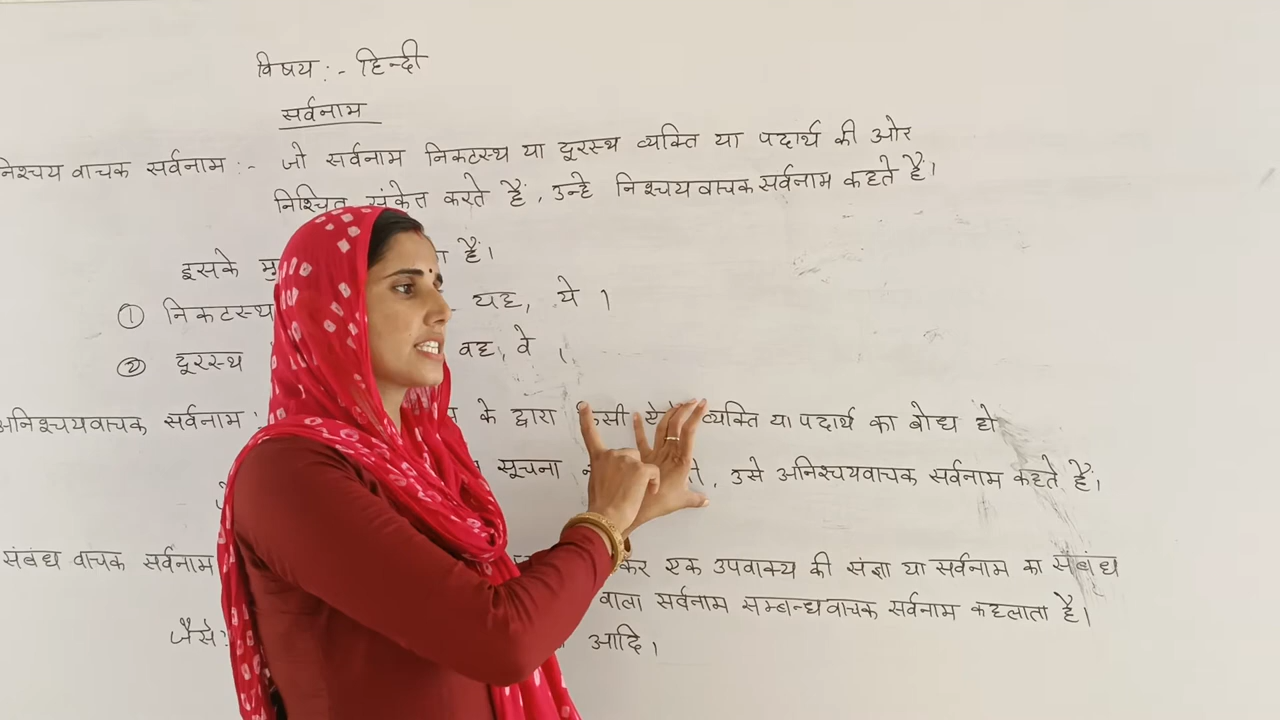 विषय :- हिन्दी
सर्वनाम
निश्चय वाचक सर्वनाम :- जो सर्वनाम निकटस्थ या दूरस्थ व्यक्ति या पदार्थ की ओर
निश्चित संकेत करते हैं, उन्हे निश्चयवाचक सर्वनाम कहते हैं।
इसके हैं।
① निकटस्थ यह, ये ।
② दूरस्थ वह, वे ।
अनिश्चयवाचक सर्वनाम : के द्वारा किसी व्यक्ति या पदार्थ का बोध हो
सूचना , उसे अनिश्चयवाचक सर्वनाम कहते हैं।
संबंध वाचक सर्वनाम एक उपवाक्य की संज्ञा या सर्वनाम का संबंध
वाला सर्वनाम सम्बन्धवाचक सर्वनाम कहलाता है।
जैसे: आदि ।